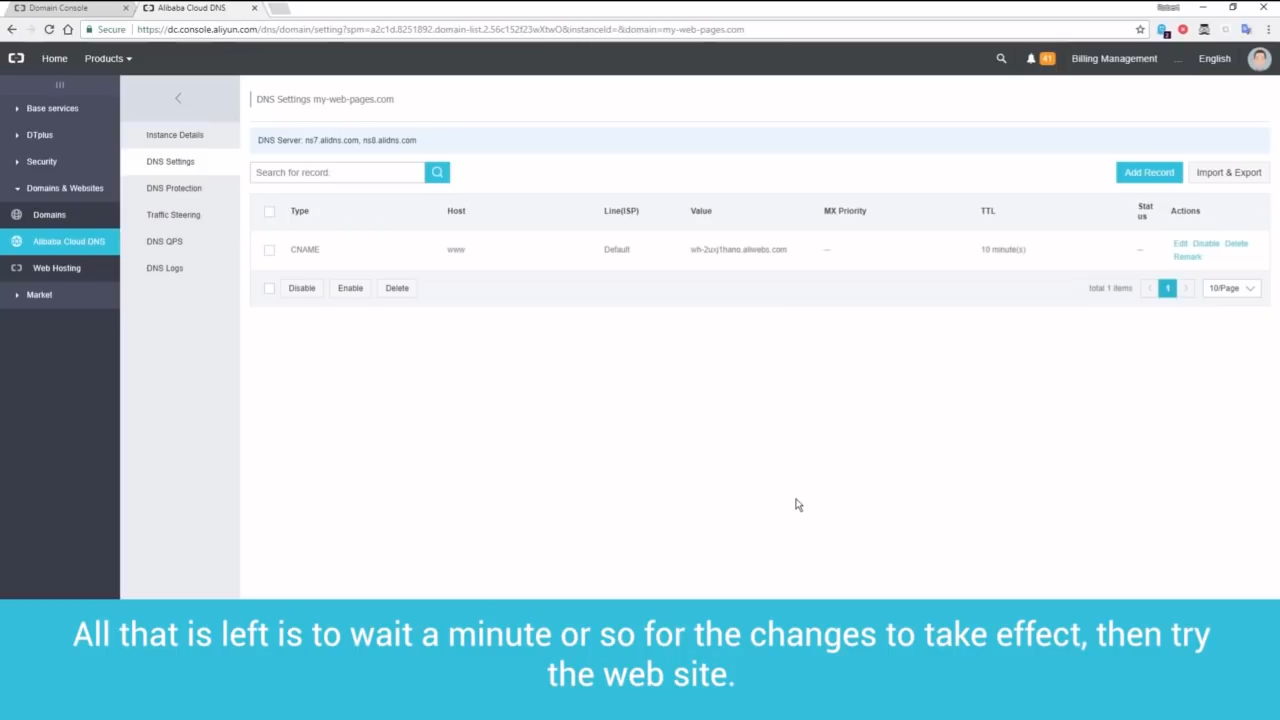 Domain Console
Alibaba Cloud DNS
Secure https://dc.console.aliyun.com/dns/domain/setting?spm=a2c1d.8251892.domain-list.2.56c152f23wXtwO&instanceId=&domain=my-web-pages.com
Home Products 41 Billing Management ... English
Base services
DTplus
Security
Domains & Websites
Domains
Alibaba Cloud DNS
Web Hosting
Market
Instance Details
DNS Settings
DNS Protection
Traffic Steering
DNS QPS
DNS Logs
DNS Settings my-web-pages.com
DNS Server: ns7.alidns.com, ns8.alidns.com
Search for record: Add Record Import & Export
Type Host Line(ISP) Value MX Priority TTL Stat us Actions
CNAME www Default wh-2uxj1hano.aliwebs.com -- 10 minute(s) -- Edit Disable Delete
Remark
Disable Enable Delete total 1 items 1 10/Page
All that is left is to wait a minute or so for the changes to take effect, then try
the web site.